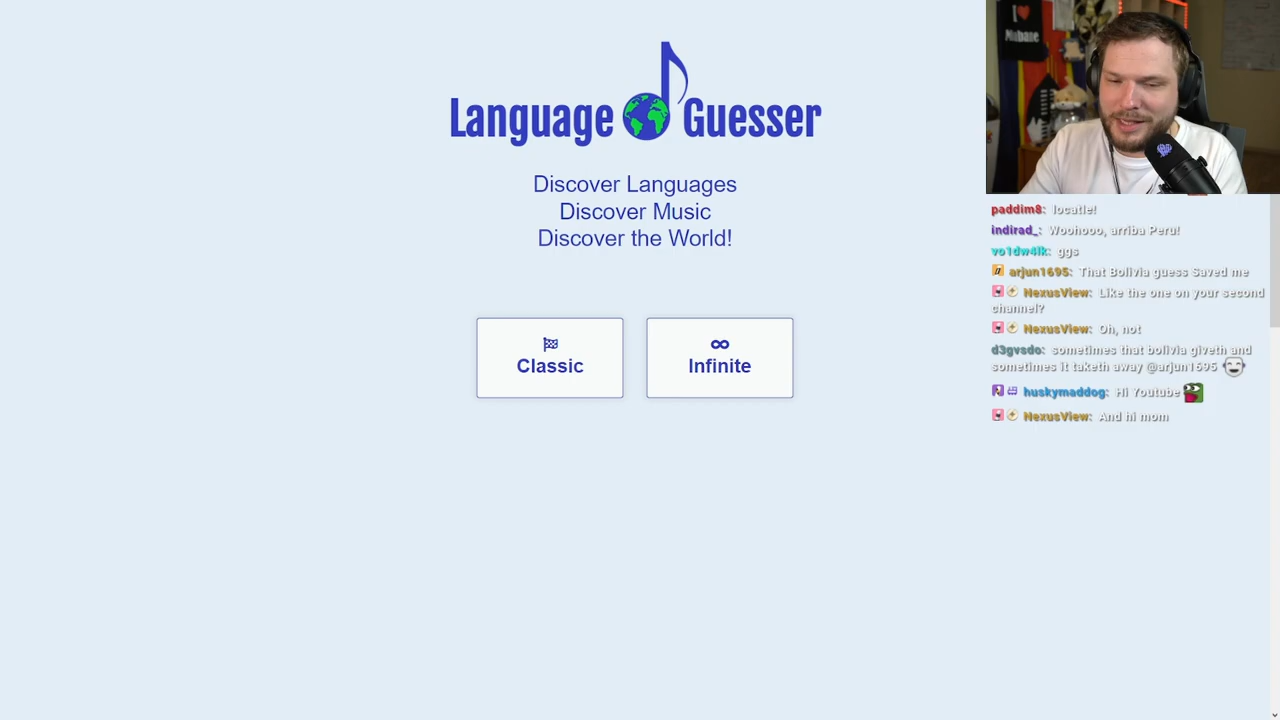 Language Guesser
Discover Languages
Discover Music
Discover the World!
Classic
Infinite
I
paddim8: locatle!
indirad_: Woohooo, arriba Peru!
vo1dw4lk: ggs
arjun1695: That Bolivia guess Saved me
NexusView: Like the one on your second
channel?
NexusView: Oh, not
d3gvsdo: sometimes that bolivia giveth and
sometimes it taketh away @arjun1695
huskymaddog: Hi Youtube
NexusView: And hi mom